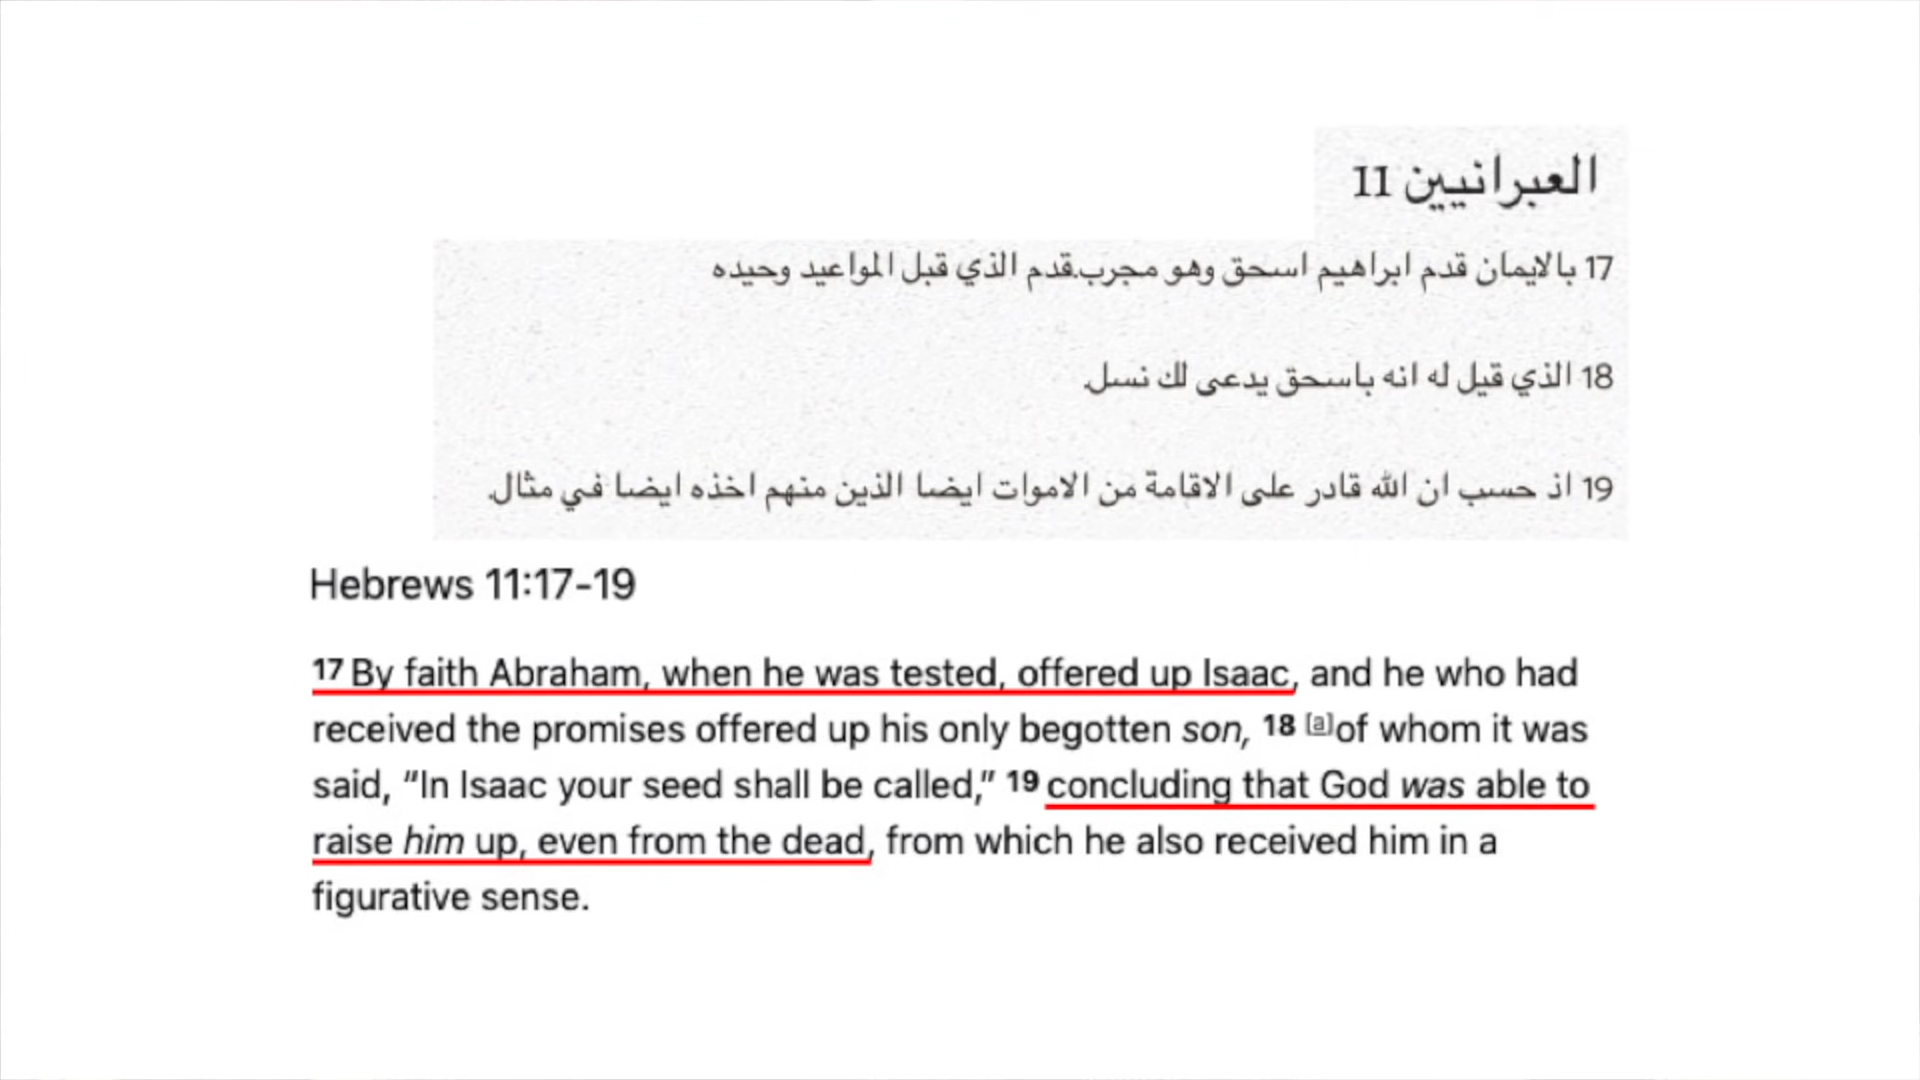 العبرانيين 11
17 بالايمان قدم ابراهيم اسحق وهو مجرب.قدم الذي قبل المواعيد وحيده
18 الذي قيل له انه باسحق يدعى لك نسل.
19 اذ حسب ان الله قادر على الاقامة من الاموات ايضا الذين منهم اخذه ايضا في مثال.
Hebrews 11:17-19
17 By faith Abraham, when he was tested, offered up Isaac, and he who had
received the promises offered up his only begotten son, 18 [a]of whom it was
said, “In Isaac your seed shall be called,” 19 concluding that God was able to
raise him up, even from the dead, from which he also received him in a
figurative sense.